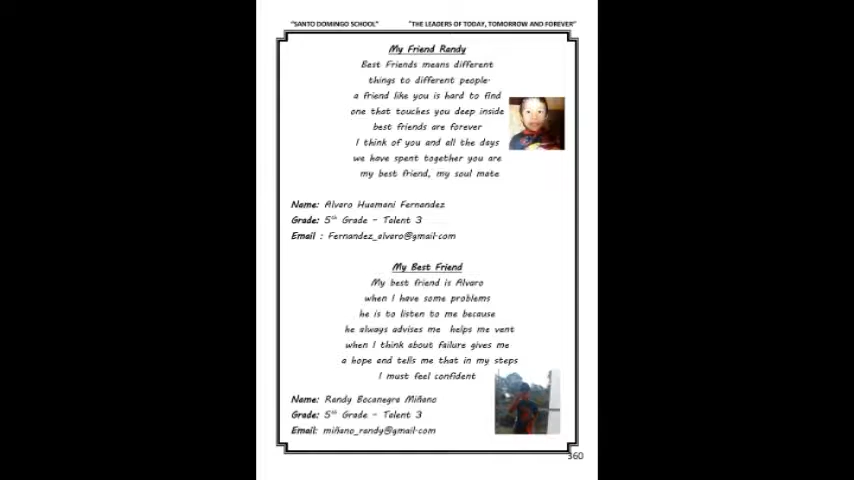 "SANTO DOMINGO SCHOOL" "THE LEADERS OF TODAY, TOMORROW AND FOREVER"
My Friend Randy
Best Friends means different
things to different people.
a friend like you is hard to find
one that touches you deep inside
best friends are forever
I think of you and all the days
we have spent together you are
my best friend, my soul mate
Name: Alvaro Huamani Fernandez
Grade: 5th Grade – Talent 3
Email : Fernandez_alvaro@gmail.com
My Best Friend
My best friend is Alvaro
when I have some problems
he is to listen to me because
he always advises me helps me vent
when I think about failure gives me
a hope and tells me that in my steps
I must feel confident
Name: Randy Bocanegra Miñano
Grade: 5th Grade – Talent 3
Email: miñano_randy@gmail.com
360